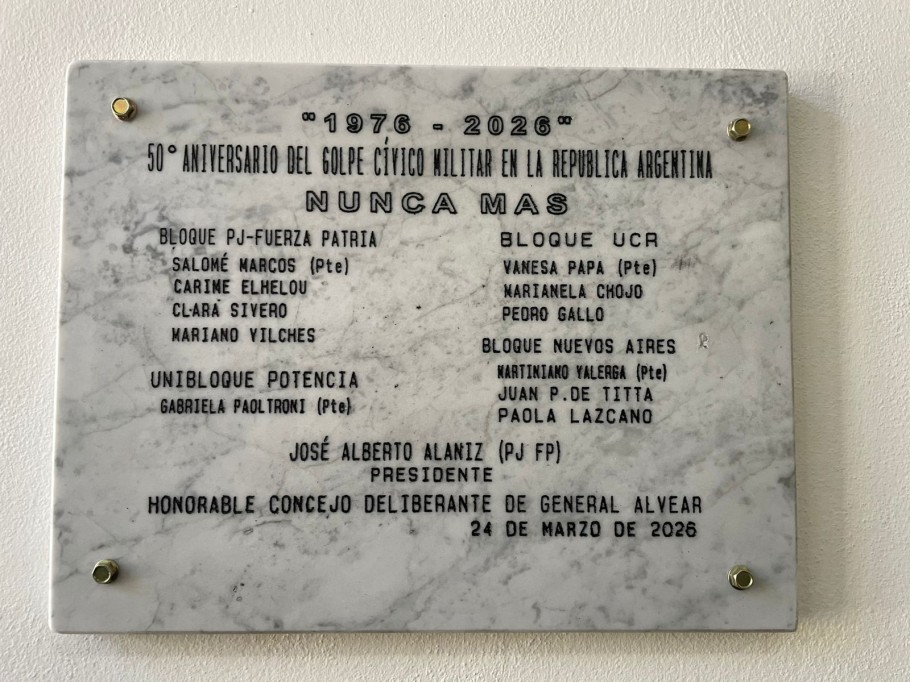 "1976 - 2026"
50° ANIVERSARIO DEL GOLPE CÍVICO MILITAR EN LA REPUBLICA ARGENTINA
NUNCA MAS
BLOQUE PJ-FUERZA PATRIA
SALOMÉ MARCOS (Pte)
CARIME ELHELOU
CLARA SIVERO
MARIANO VILCHES
UNIBLOQUE POTENCIA
GABRIELA PAOLTRONI (Pte)
BLOQUE UCR
VANESA PAPA (Pte)
MARIANELA CHOJO
PEDRO GALLO
BLOQUE NUEVOS AIRES
MARTINIANO VALERGA (Pte)
JUAN P. DE TITTA
PAOLA LAZCANO
JOSÉ ALBERTO ALANIZ (PJ FP)
PRESIDENTE
HONORABLE CONCEJO DELIBERANTE DE GENERAL ALVEAR
24 DE MARZO DE 2026